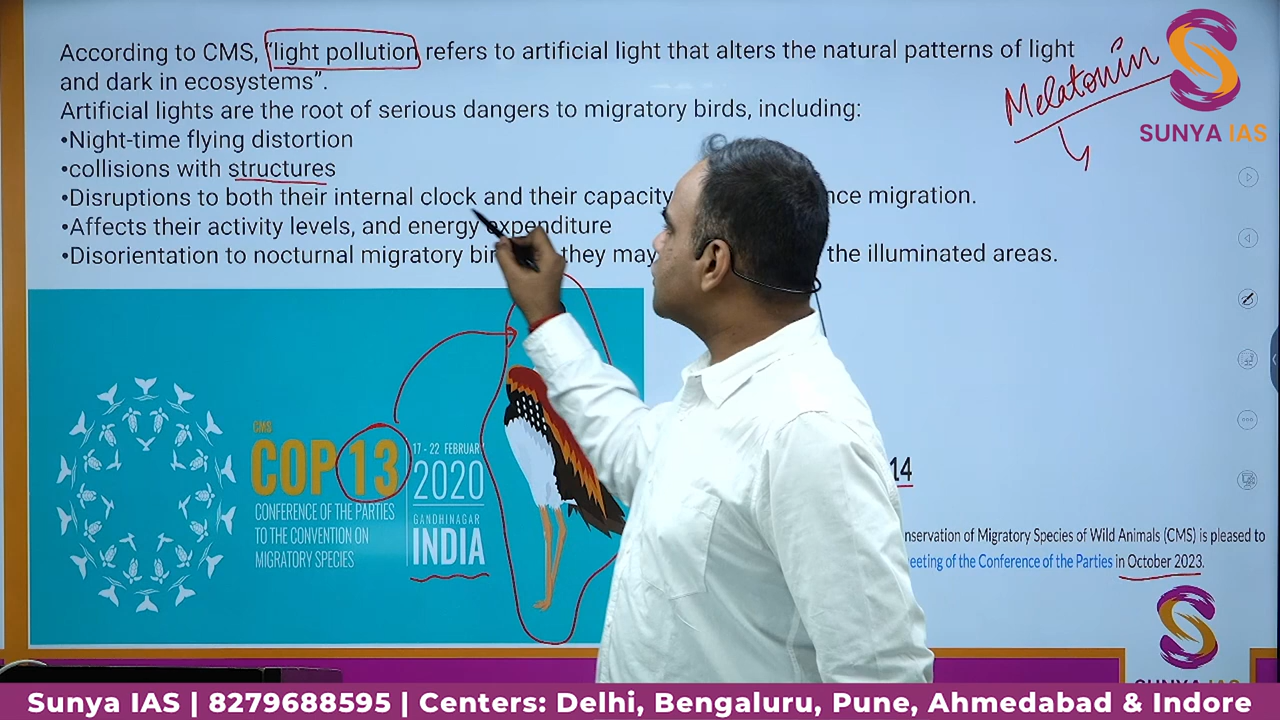 According to CMS, "light pollution, refers to artificial light that alters the natural patterns of light
and dark in ecosystems".
Artificial lights are the root of serious dangers to migratory birds, including:
•Night-time flying distortion
•collisions with structures
•Disruptions to both their internal clock and their capacity nce migration.
•Affects their activity levels, and energy expenditure
•Disorientation to nocturnal migratory they may the illuminated areas.
Melatonin
SUNYA IAS
CMS
COP13
CONFERENCE OF THE PARTIES
TO THE CONVENTION ON
MIGRATORY SPECIES
17 - 22 FEBRUARY
2020
GANDHINAGAR
INDIA
14
nservation of Migratory Species of Wild Animals (CMS) is pleased to
eeting of the Conference of the Parties in October 2023.
SUNYA IAS
Sunya IAS | 8279688595 | Centers: Delhi, Bengaluru, Pune, Ahmedabad & Indore